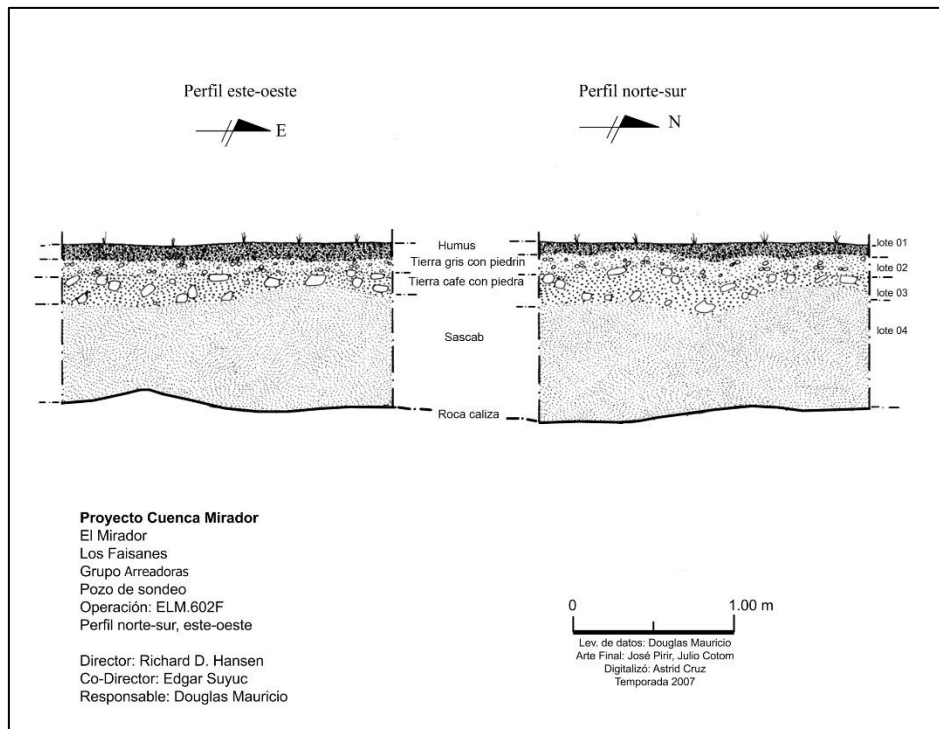 Perfil este-oeste
E
Perfil norte-sur
N
Humus
Tierra gris con piedrin
Tierra cafe con piedra
Sascab
Roca caliza
lote 01
lote 02
lote 03
lote 04
Proyecto Cuenca Mirador
El Mirador
Los Faisanes
Grupo Arreadoras
Pozo de sondeo
Operación: ELM.602F
Perfil norte-sur, este-oeste
Director: Richard D. Hansen
Co-Director: Edgar Suyuc
Responsable: Douglas Mauricio
0 1.00 m
Lev. de datos: Douglas Mauricio
Arte Final: José Pirir, Julio Cotom
Digitalizó: Astrid Cruz
Temporada 2007